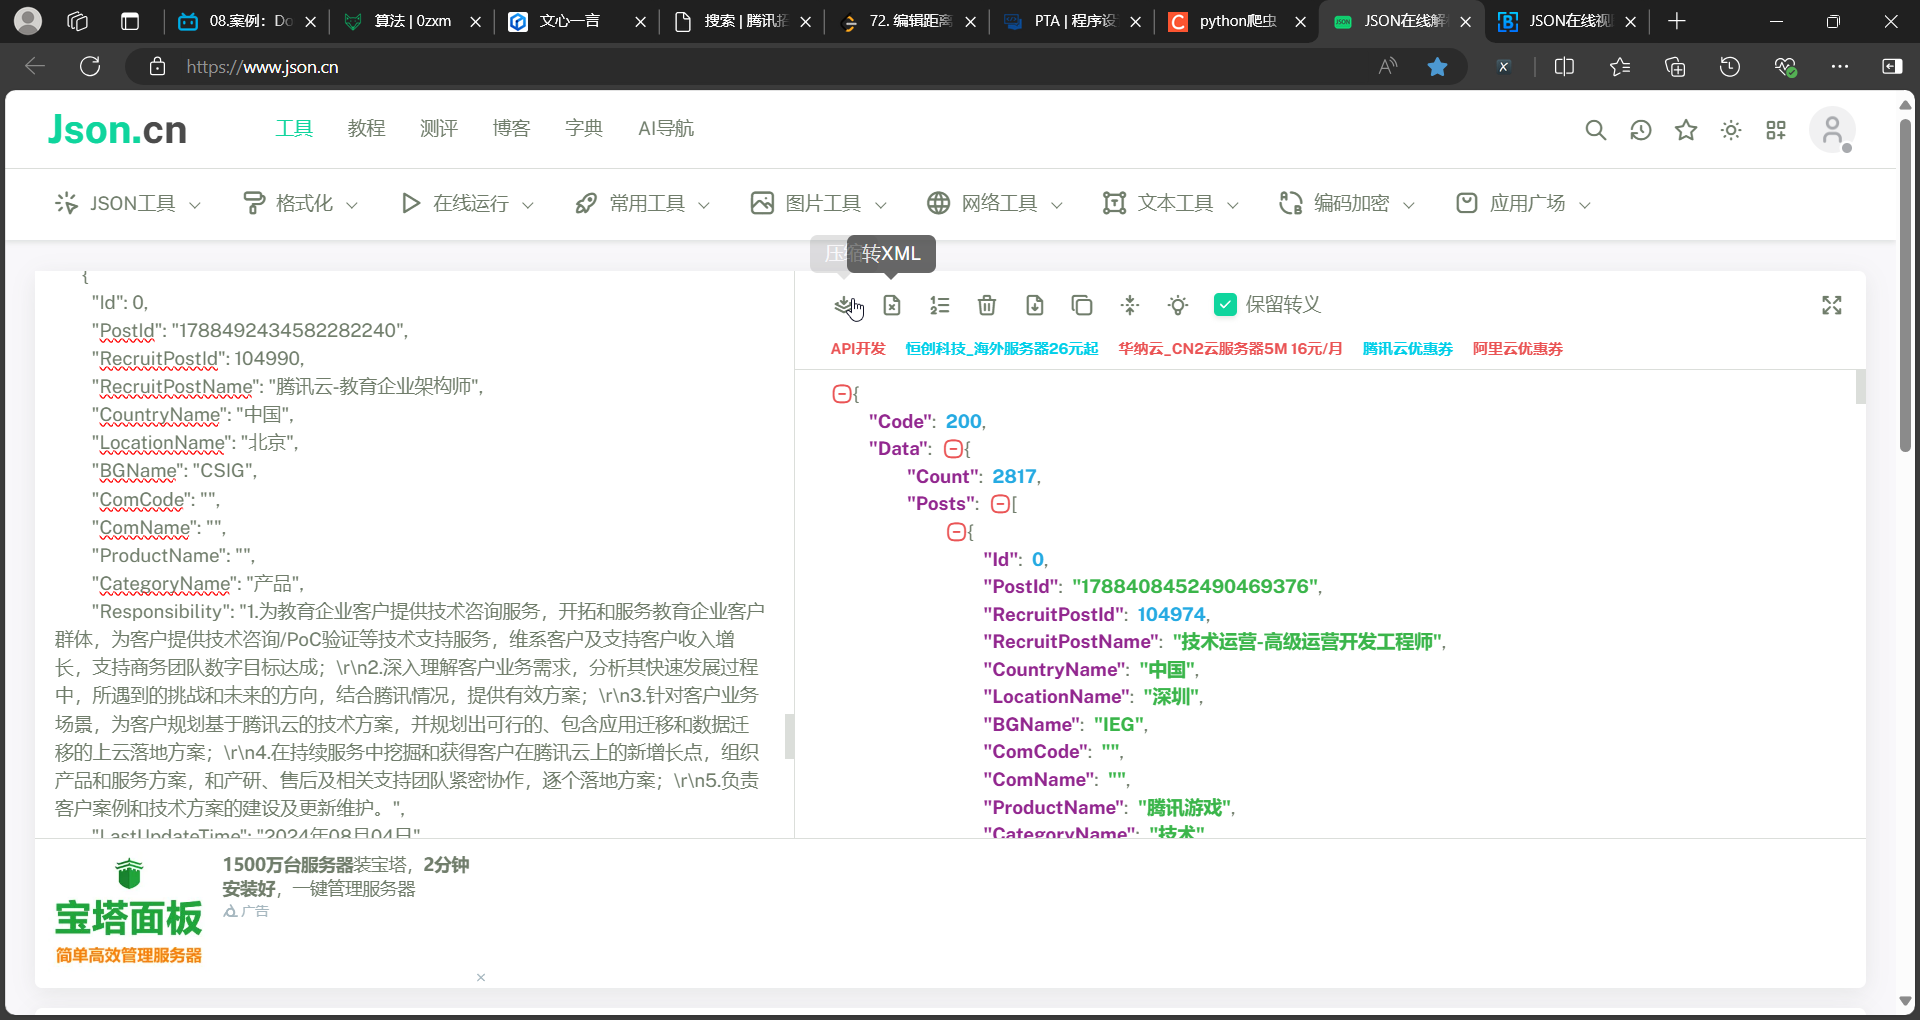 08.案例：Do
算法 | 0zxm
文心一言
搜索 | 腾讯招
72. 编辑距离
PTA | 程序设
python爬虫
JSON在线解
JSON在线视
https://www.json.cn
Json.cn
工具
教程
测评
博客
字典
AI导航
JSON工具
格式化
在线运行
常用工具
图片工具
网络工具
文本工具
编码加密
应用广场
压缩
转XML
{
"Id": 0,
"PostId": "1788492434582282240",
"RecruitPostId": 104990,
"RecruitPostName": "腾讯云-教育企业架构师",
"CountryName": "中国",
"LocationName": "北京",
"BGName": "CSIG",
"ComCode": "",
"ComName": "",
"ProductName": "",
"CategoryName": "产品",
"Responsibility": "1.为教育企业客户提供技术咨询服务，开拓和服务教育企业客户
群体，为客户提供技术咨询/PoC验证等技术支持服务，维系客户及支持客户收入增
长，支持商务团队数字目标达成；\r\n2.深入理解客户业务需求，分析其快速发展过程
中，所遇到的挑战和未来的方向，结合腾讯情况，提供有效方案；\r\n3.针对客户业务
场景，为客户规划基于腾讯云的技术方案，并规划出可行的、包含应用迁移和数据迁
移的上云落地方案；\r\n4.在持续服务中挖掘和获得客户在腾讯云上的新增长点，组织
产品和服务方案，和产研、售后及相关支持团队紧密协作，逐个落地方案；\r\n5.负责
客户案例和技术方案的建设及更新维护。",
"LastUpdateTime": "2024年08月04日"
保留转义
API开发
恒创科技_海外服务器26元起
华纳云_CN2云服务器5M 16元/月
腾讯云优惠券
阿里云优惠券
{
"Code": 200,
"Data": {
"Count": 2817,
"Posts": [
{
"Id": 0,
"PostId": "1788408452490469376",
"RecruitPostId": 104974,
"RecruitPostName": "技术运营-高级运营开发工程师",
"CountryName": "中国",
"LocationName": "深圳",
"BGName": "IEG",
"ComCode": "",
"ComName": "",
"ProductName": "腾讯游戏",
"CategoryName": "技术"
宝塔面板
简单高效管理服务器
1500万台服务器装宝塔，2分钟
安装好，一键管理服务器
广告